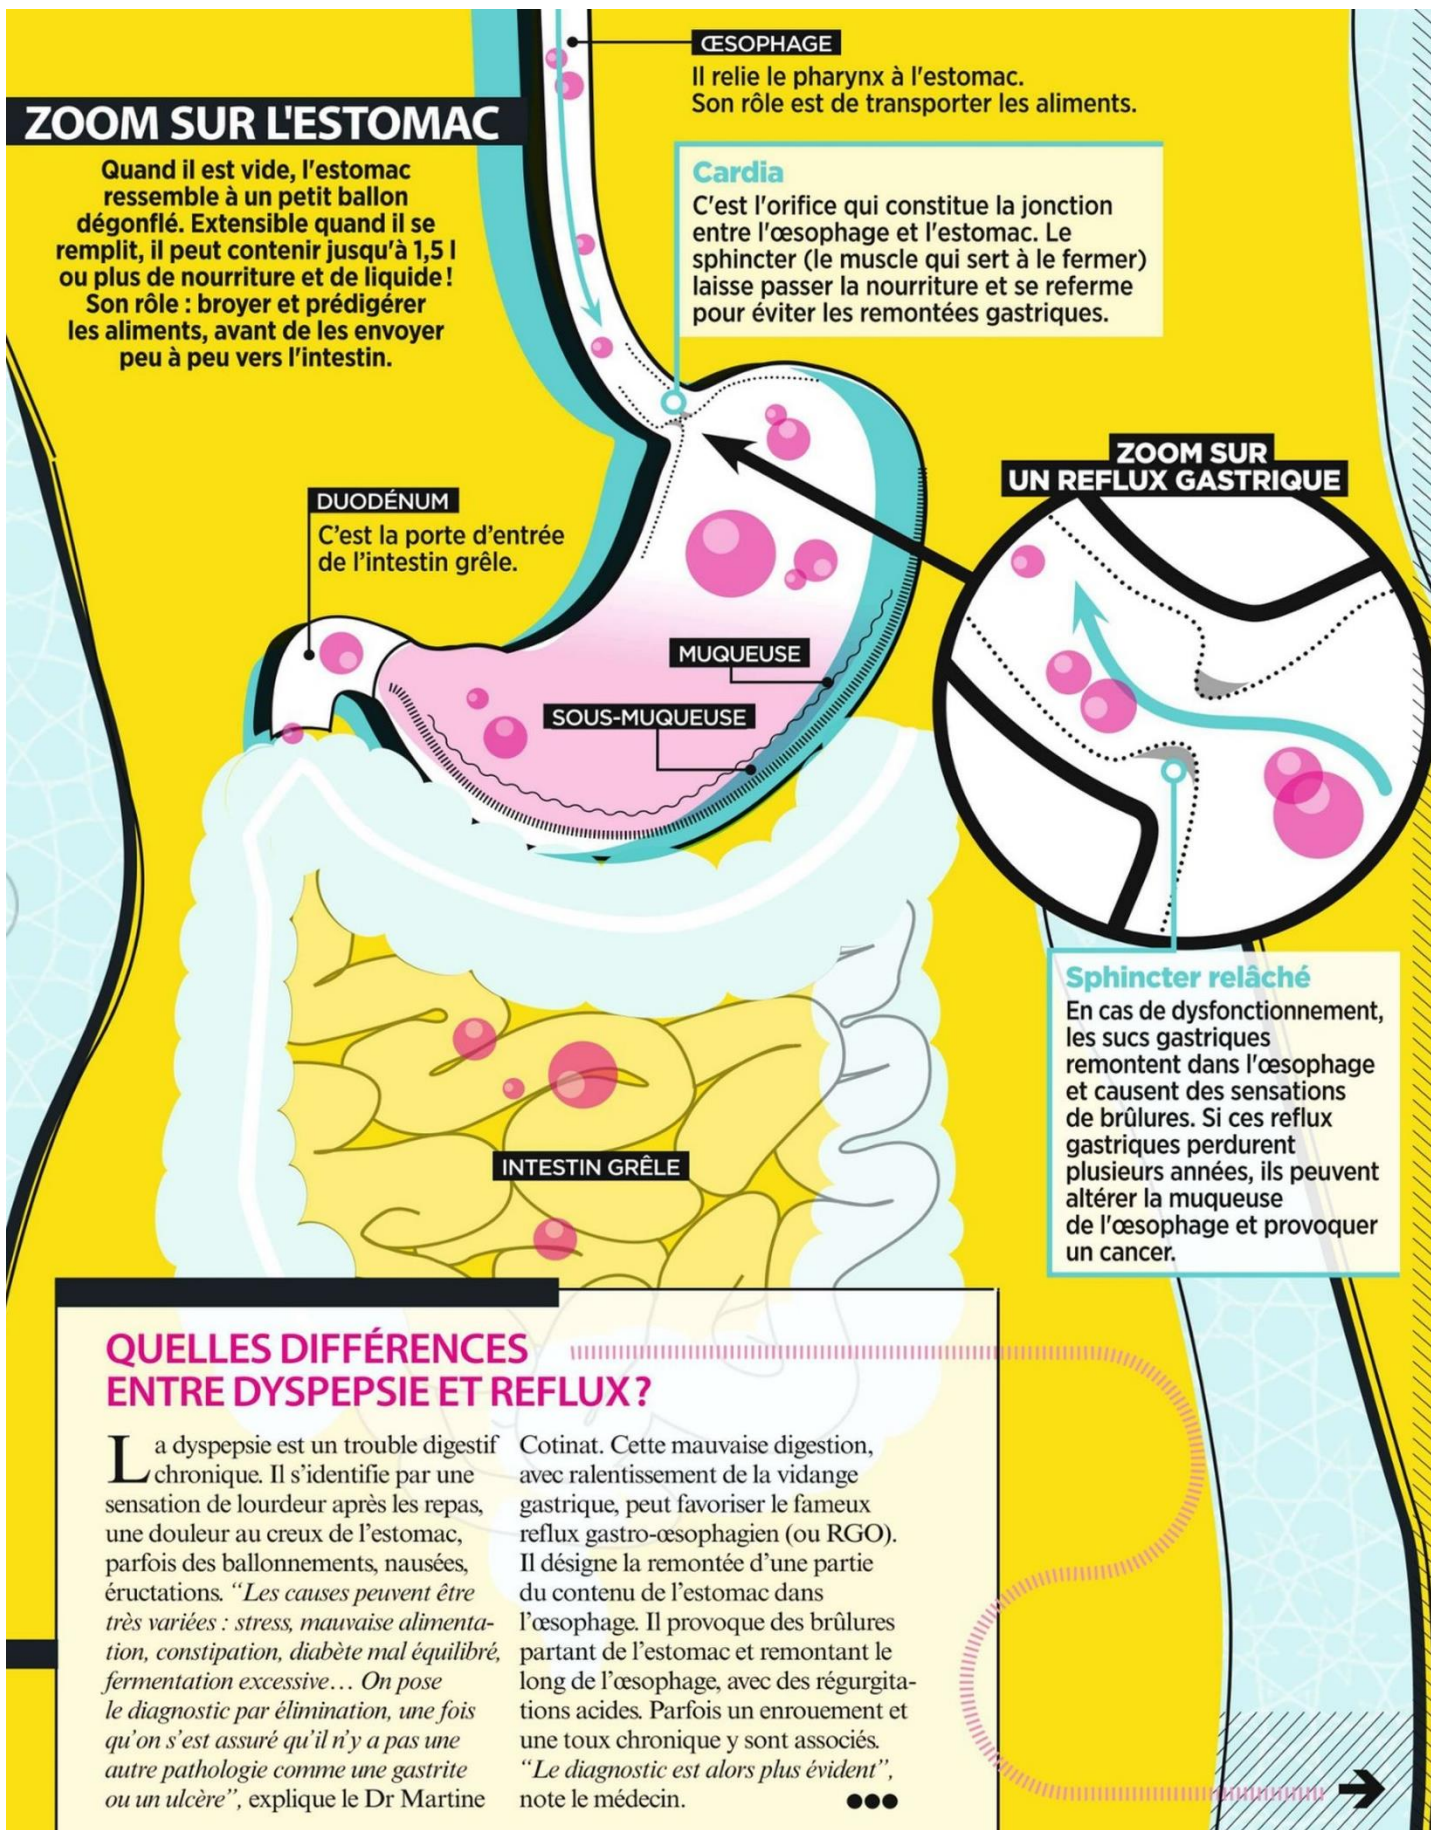 ŒSOPHAGE
Il relie le pharynx à l'estomac.
Son rôle est de transporter les aliments.
ZOOM SUR L'ESTOMAC
Quand il est vide, l'estomac
ressemble à un petit ballon
dégonflé. Extensible quand il se
remplit, il peut contenir jusqu'à 1,5 l
ou plus de nourriture et de liquide !
Son rôle : broyer et prédigérer
les aliments, avant de les envoyer
peu à peu vers l'intestin.
Cardia
C'est l'orifice qui constitue la jonction
entre l'œsophage et l'estomac. Le
sphincter (le muscle qui sert à le fermer)
laisse passer la nourriture et se referme
pour éviter les remontées gastriques.
ZOOM SUR
UN REFLUX GASTRIQUE
DUODÉNUM
C’est la porte d’entrée
de l’intestin grêle.
MUQUEUSE
SOUS-MUQUEUSE
Sphincter relâché
En cas de dysfonctionnement,
les sucs gastriques
remontent dans l'œsophage
et causent des sensations
de brûlures. Si ces reflux
gastriques perdurent
plusieurs années, ils peuvent
altérer la muqueuse
de l'œsophage et provoquer
un cancer.
INTESTIN GRÊLE
QUELLES DIFFÉRENCES
ENTRE DYSPEPSIE ET REFLUX ?
La dyspepsie est un trouble digestif
chronique. Il s’identifie par une
sensation de lourdeur après les repas,
une douleur au creux de l’estomac,
parfois des ballonnements, nausées,
éructations. “Les causes peuvent être
très variées : stress, mauvaise alimenta-
tion, constipation, diabète mal équilibré,
fermentation excessive… On pose
le diagnostic par élimination, une fois
qu’on s’est assuré qu’il n’y a pas une
autre pathologie comme une gastrite
ou un ulcère”, explique le Dr Martine
Cotinat. Cette mauvaise digestion,
avec ralentissement de la vidange
gastrique, peut favoriser le fameux
reflux gastro-œsophagien (ou RGO).
Il désigne la remontée d’une partie
du contenu de l’estomac dans
l’œsophage. Il provoque des brûlures
partant de l’estomac et remontant le
long de l’œsophage, avec des régurgita-
tions acides. Parfois un enrouement et
une toux chronique y sont associés.
“Le diagnostic est alors plus évident”,
note le médecin.